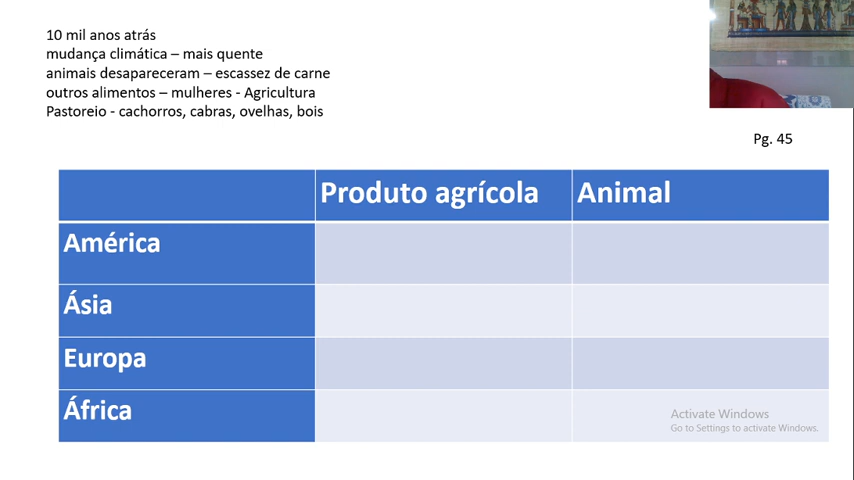 10 mil anos atrás
mudança climática – mais quente
animais desapareceram – escassez de carne
outros alimentos – mulheres - Agricultura
Pastoreio - cachorros, cabras, ovelhas, bois
Pg. 45
Produto agrícola
Animal
América
Ásia
Europa
África
Activate Windows
Go to Settings to activate Windows.